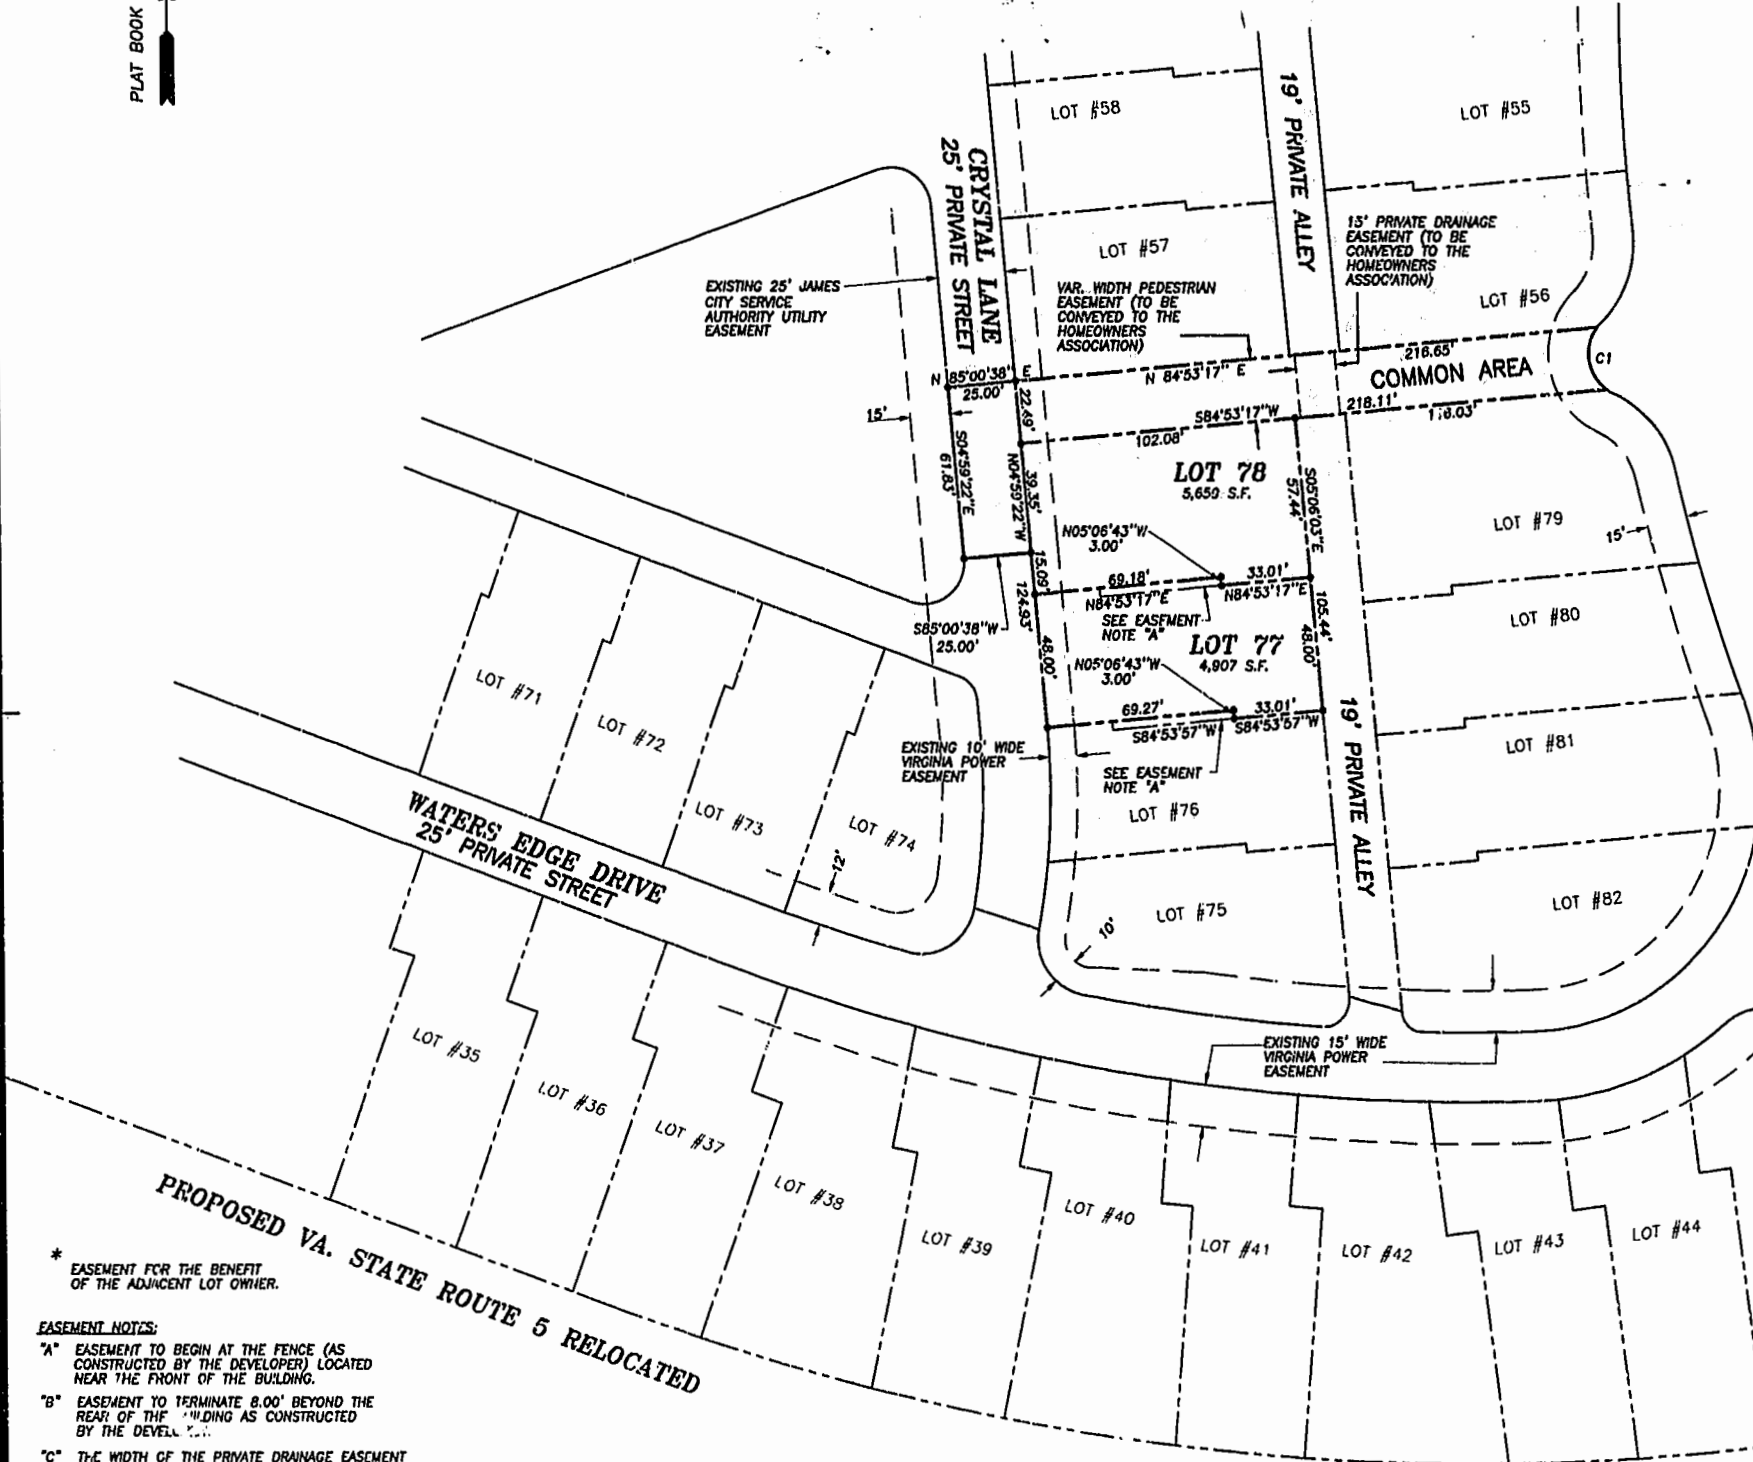 PLAT BOOK
LOT #58
19' PRIVATE ALLEY
LOT #55
CRYSTAL LANE
25' PRIVATE STREET
LOT #57
15' PRIVATE DRAINAGE
EASEMENT (TO BE
CONVEYED TO THE
HOMEOWNERS
ASSOCIATION)
EXISTING 25' JAMES
CITY SERVICE
AUTHORITY UTILITY
EASEMENT
VAR. WIDTH PEDESTRIAN
EASEMENT (TO BE
CONVEYED TO THE
HOMEOWNERS
ASSOCIATION)
LOT #56
216.65'
C1
N 85°00'38" E
25.00'
N 84°53'17" E
COMMON AREA
15'
22.49'
S84°53'17"W
218.11'
116.03'
102.08'
S04°59'22"E
61.83'
N04°59'22"W
39.35'
LOT 78
5,659 S.F.
S05°06'03"E
57.44'
LOT #79
15'
N05°06'43"W
3.00'
15.09'
124.93'
69.18'
33.01'
N84°53'17"E
N84°53'17"E
SEE EASEMENT
NOTE "A"
105.44'
48.00'
LOT #80
S85°00'38"W
25.00'
48.00'
LOT 77
4,907 S.F.
N05°06'43"W
3.00'
LOT #71
69.27'
33.01'
S84°53'57"W
S84°53'57"W
19' PRIVATE ALLEY
LOT #72
EXISTING 10' WIDE
VIRGINIA POWER
EASEMENT
SEE EASEMENT
NOTE "A"
LOT #81
LOT #73
LOT #74
LOT #76
WATERS EDGE DRIVE
25' PRIVATE STREET
12'
LOT #75
10'
LOT #82
LOT #35
EXISTING 15' WIDE
VIRGINIA POWER
EASEMENT
LOT #36
LOT #37
LOT #38
LOT #39
LOT #40
LOT #41
LOT #42
LOT #43
LOT #44
PROPOSED VA. STATE ROUTE 5 RELOCATED
* EASEMENT FOR THE BENEFIT
OF THE ADJACENT LOT OWNER.
EASEMENT NOTES:
"A" EASEMENT TO BEGIN AT THE FENCE (AS
CONSTRUCTED BY THE DEVELOPER) LOCATED
NEAR THE FRONT OF THE BUILDING.
"B" EASEMENT TO TERMINATE 8.00' BEYOND THE
REAR OF THE BUILDING AS CONSTRUCTED
BY THE
"C" THE WIDTH OF THE PRIVATE DRAINAGE EASEMENT